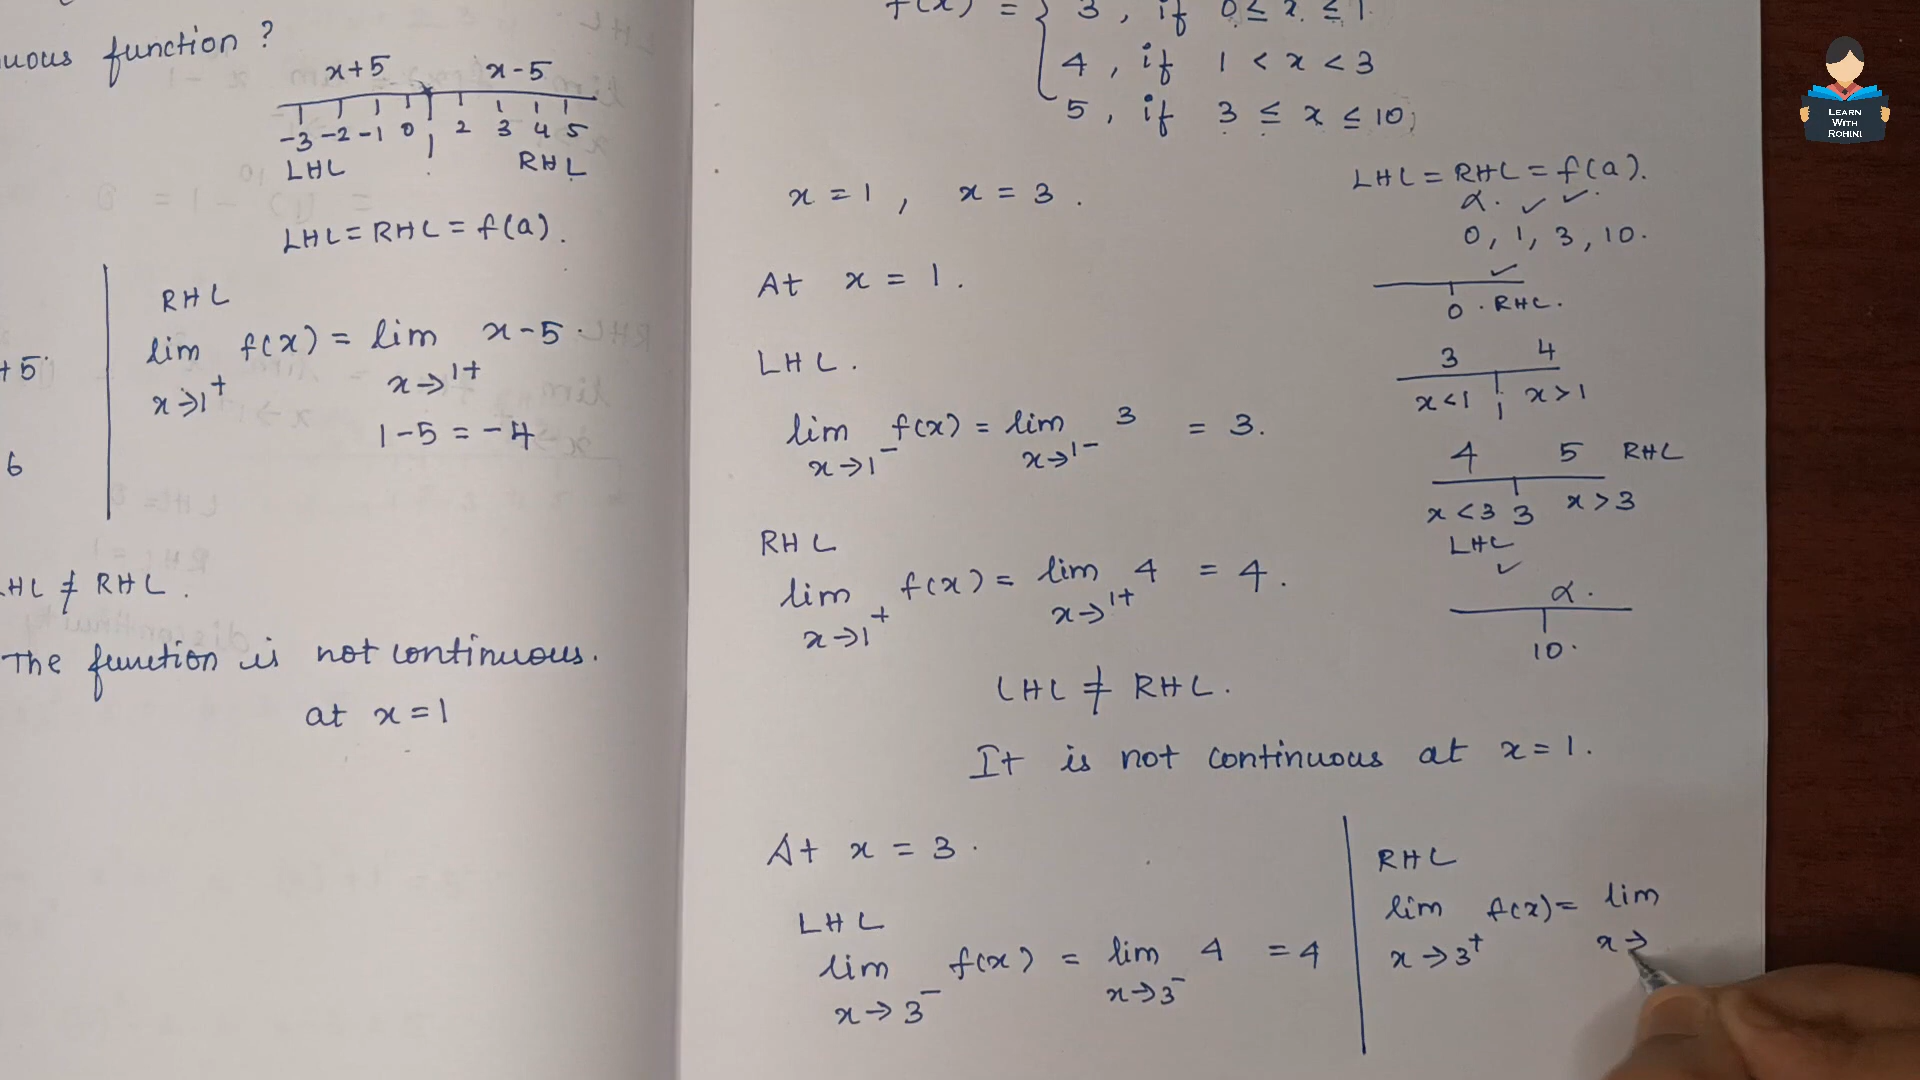 uous function ?
x+5 x-5
-3 -2 -1 0 1 2 3 4 5
LHL RHL
LHL = RHL = f(a).
RHL
lim f(x) = lim x-5.
x→1⁺ x→1+
1-5 = -4
+5
6
HL ≠ RHL.
The function is not continuous.
at x=1
f(x) = { 3, if 0 ≤ x ≤ 1.
4, if 1 < x < 3
5, if 3 ≤ x ≤ 10;
x = 1, x = 3.
At x = 1.
LHL.
lim f(x) = lim 3 = 3.
x→1⁻ x→1-
RHL
lim f(x) = lim 4 = 4.
x→1⁺ x→1+
LHL ≠ RHL.
It is not continuous at x=1.
At x = 3.
LHL
lim f(x) = lim 4 = 4
x→3⁻ x→3⁻
RHL
lim f(x) = lim
x→3⁺ x→
LHL = RHL = f(a).
0, 1, 3, 10.
0. RHL.
3 4
x<1 1 x>1
4 5 RHL
x<3 3 x>3
LHL
10.
LEARN
WITH
ROHINI